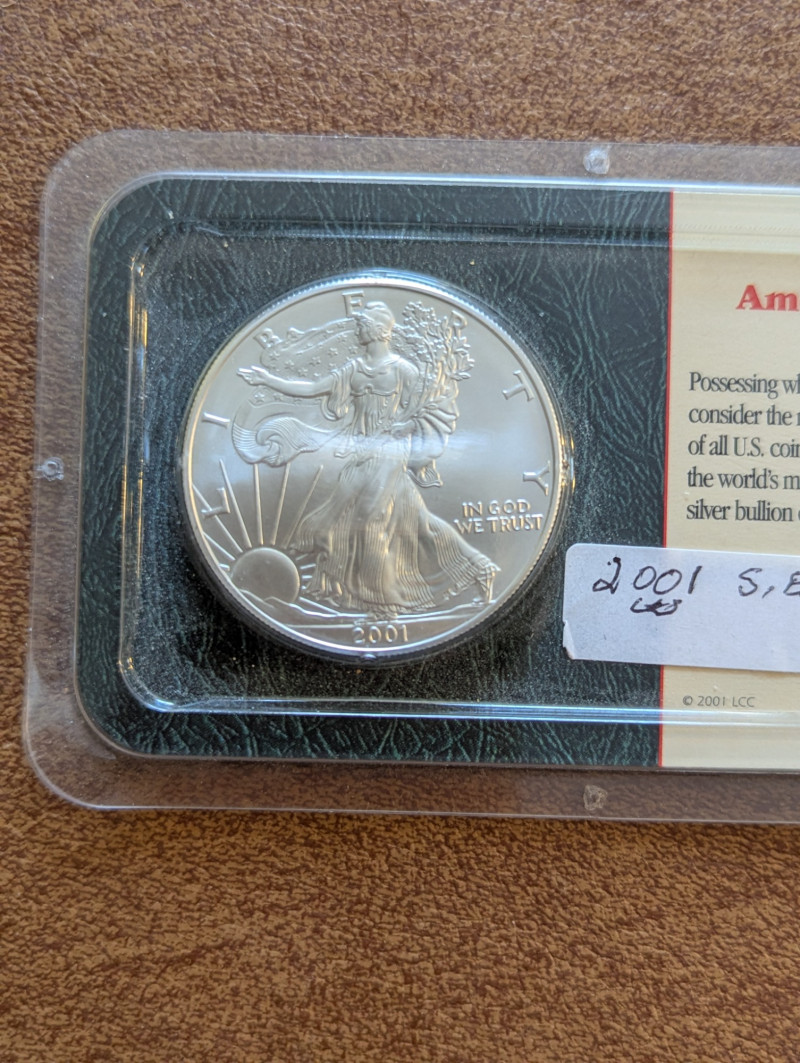 LIBERTY
IN GOD
WE TRUST
2001
Am
Possessing wh
consider the
of all U.S. coin
the world's m
silver bullion
2001 S, E
© 2001 LCC